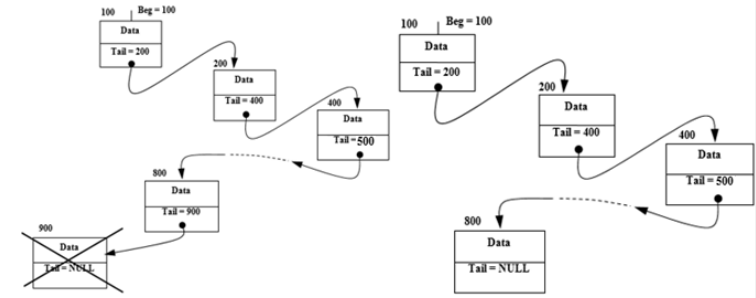 100 Beg = 100
Data
Tail = 200
200
Data
Tail = 400
400
Data
Tail = 500
800
Data
Tail = 900
900
Data
Tail = NULL
100 Beg = 100
Data
Tail = 200
200
Data
Tail = 400
400
Data
Tail = 500
800
Data
Tail = NULL